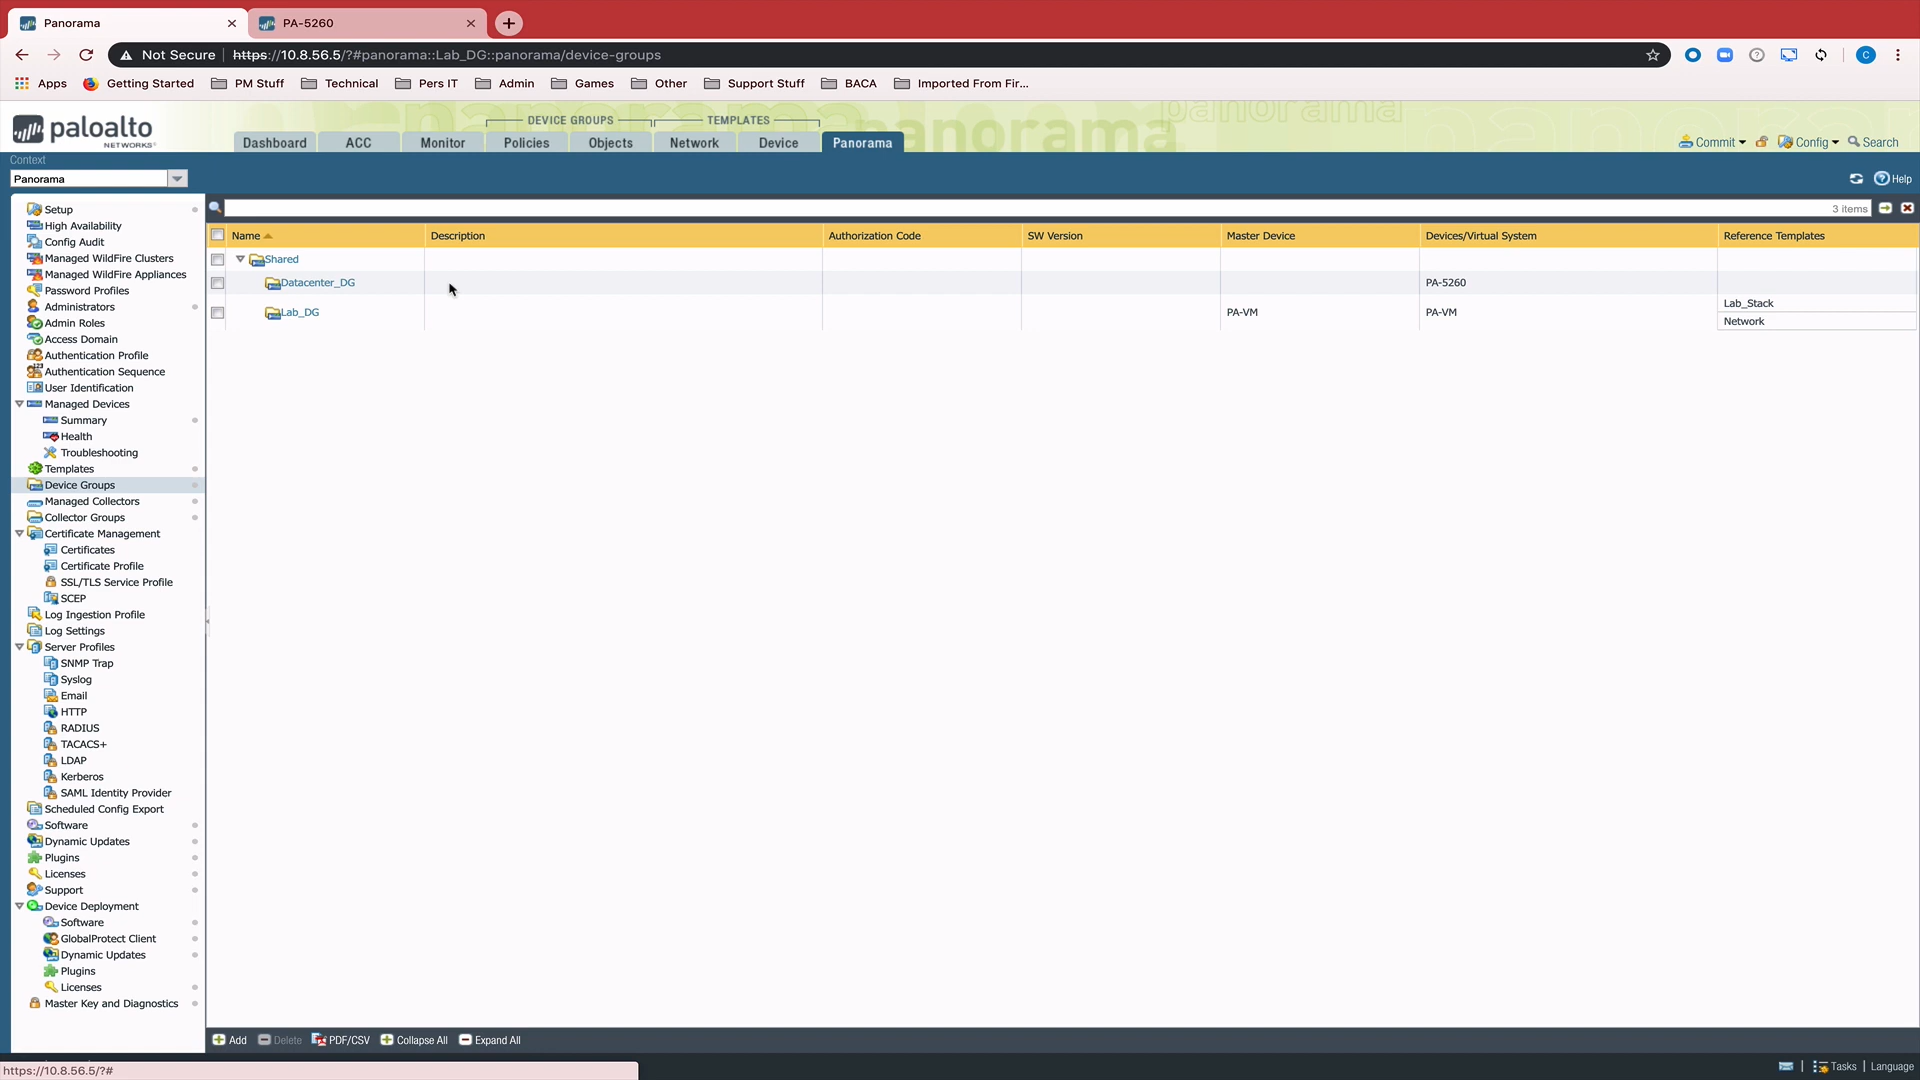 Panorama
PA-5260
Not Secure
https://10.8.56.5/?#panorama::Lab_DG::panorama/device-groups
C
Apps
Getting Started
PM Stuff
Technical
Pers IT
Admin
Games
Other
Support Stuff
BACA
Imported From Fir...
paloalto
NETWORKS
DEVICE GROUPS
TEMPLATES
Dashboard
ACC
Monitor
Policies
Objects
Network
Device
Panorama
Commit
Config
Search
panorama
panorama
Context
Panorama
Help
3 items
Setup
High Availability
Config Audit
Managed WildFire Clusters
Managed WildFire Appliances
Password Profiles
Administrators
Admin Roles
Access Domain
Authentication Profile
Authentication Sequence
User Identification
Managed Devices
Summary
Health
Troubleshooting
Templates
Device Groups
Managed Collectors
Collector Groups
Certificate Management
Certificates
Certificate Profile
SSL/TLS Service Profile
SCEP
Log Ingestion Profile
Log Settings
Server Profiles
SNMP Trap
Syslog
Email
HTTP
RADIUS
TACACS+
LDAP
Kerberos
SAML Identity Provider
Scheduled Config Export
Software
Dynamic Updates
Plugins
Licenses
Support
Device Deployment
Software
GlobalProtect Client
Dynamic Updates
Plugins
Licenses
Master Key and Diagnostics
Name Description Authorization Code SW Version Master Device Devices/Virtual System Reference Templates
Shared
Datacenter_DG PA-5260
Lab_DG PA-VM PA-VM Lab_Stack
Network
Add Delete PDF/CSV Collapse All Expand All
https://10.8.56.5/?#
Tasks | Language